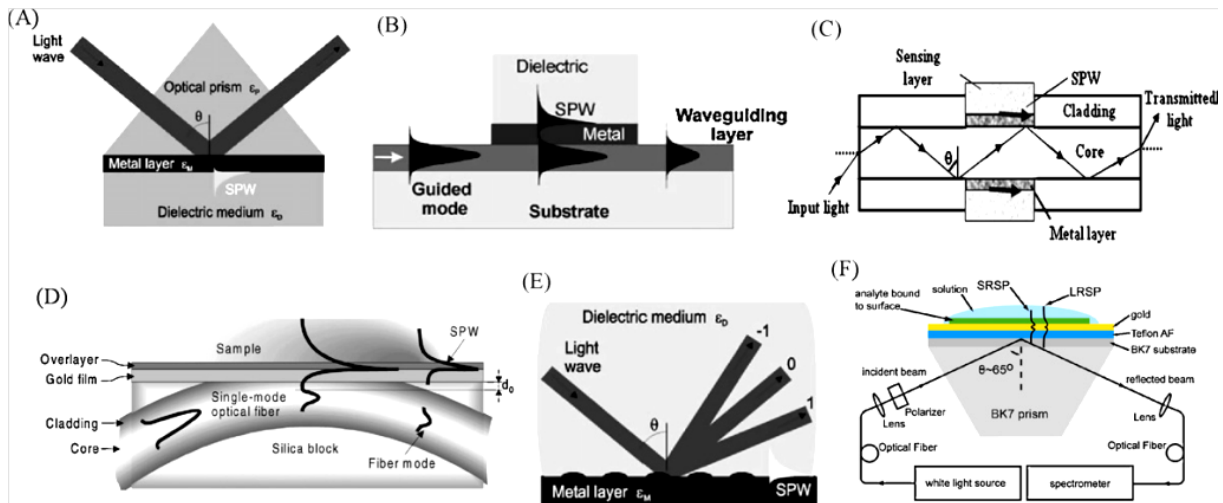 (A)
Light
wave
Optical prism εP
θ
Metal layer εM
SPW
Dielectric medium εD
(B)
Dielectric
SPW
Metal
Waveguiding
layer
Guided
mode
Substrate
(C)
Sensing
layer
SPW
Cladding
Transmitted
light
Core
θ
Input light
Metal layer
(D)
Sample
SPW
Overlayer
Gold film
d0
Single-mode
optical fiber
Cladding
Core
Silica block
Fiber mode
(E)
Dielectric medium εD
-1
Light
wave
0
θ
1
Metal layer εM
SPW
(F)
SRSP
LRSP
solution
analyte bound
to surface
gold
Teflon AF
BK7 substrate
θ~65°
incident beam
reflected beam
Polarizer
Lens
BK7 prism
Lens
Optical Fiber
Optical Fiber
white light source
spectrometer